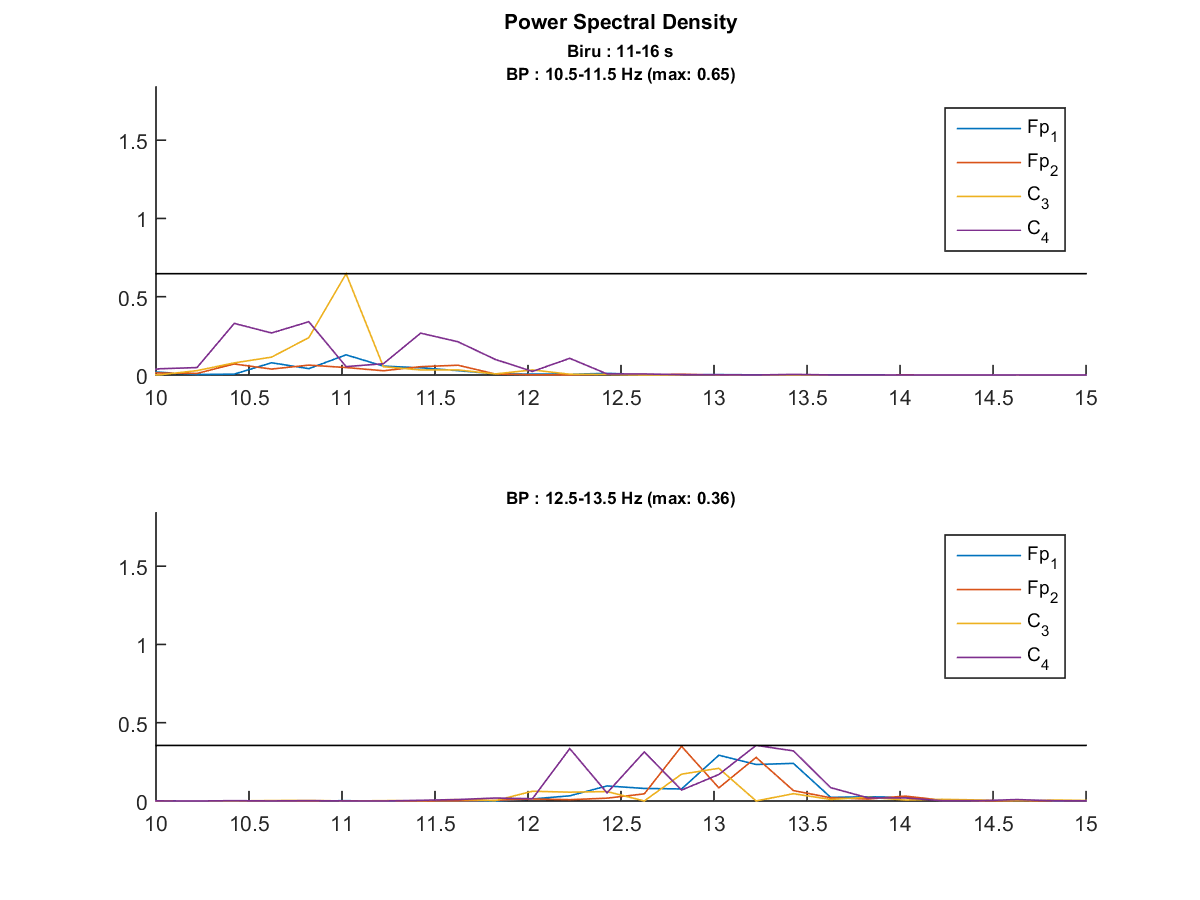 Power Spectral Density
Biru : 11-16 s
BP : 10.5-11.5 Hz (max: 0.65)
1.5
1
0.5
0
10 10.5 11 11.5 12 12.5 13 13.5 14 14.5 15
Fp1
Fp2
C3
C4
BP : 12.5-13.5 Hz (max: 0.36)
1.5
1
0.5
0
10 10.5 11 11.5 12 12.5 13 13.5 14 14.5 15
Fp1
Fp2
C3
C4